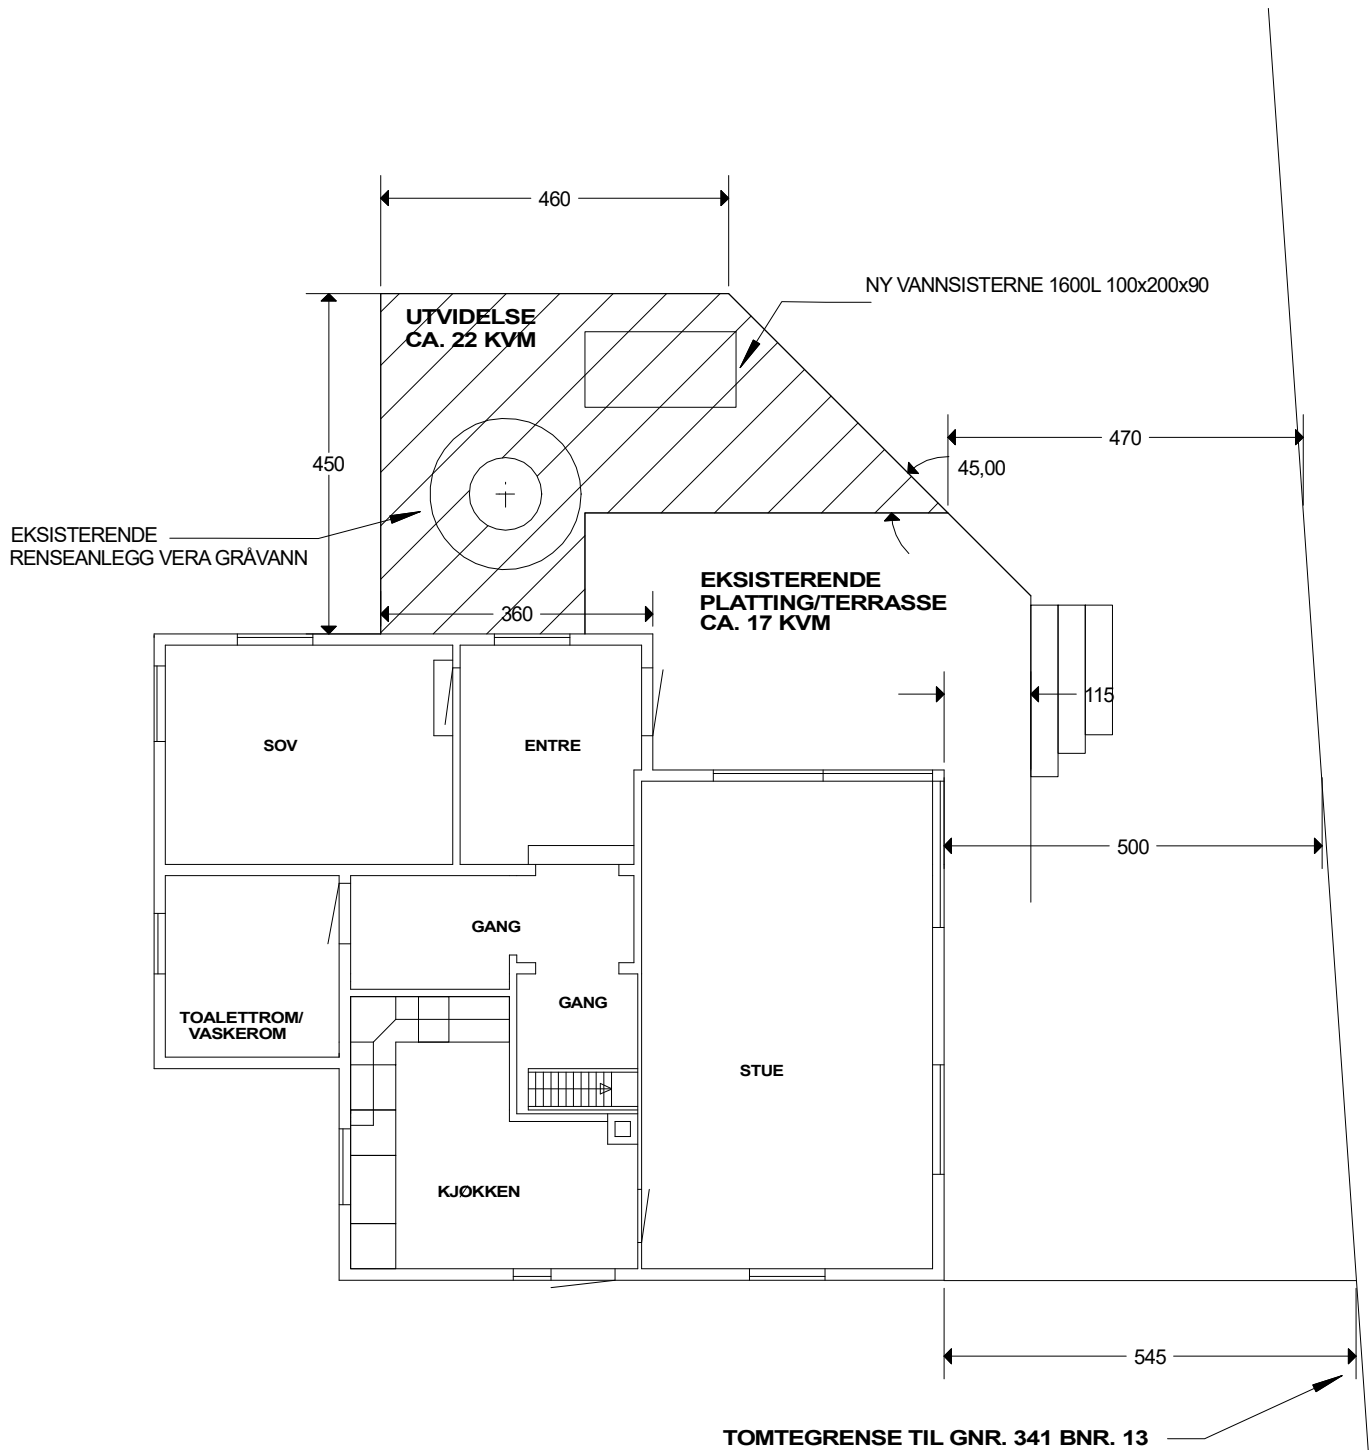 460
NY VANNSISTERNE 1600L 100x200x90
UTVIDELSE
CA. 22 KVM
470
450
45,00
EKSISTERENDE
RENSEANLEGG VERA GRÅVANN
EKSISTERENDE
PLATTING/TERRASSE
CA. 17 KVM
360
115
SOV
ENTRE
500
GANG
GANG
TOALETTROM/
VASKEROM
STUE
KJØKKEN
545
TOMTEGRENSE TIL GNR. 341 BNR. 13